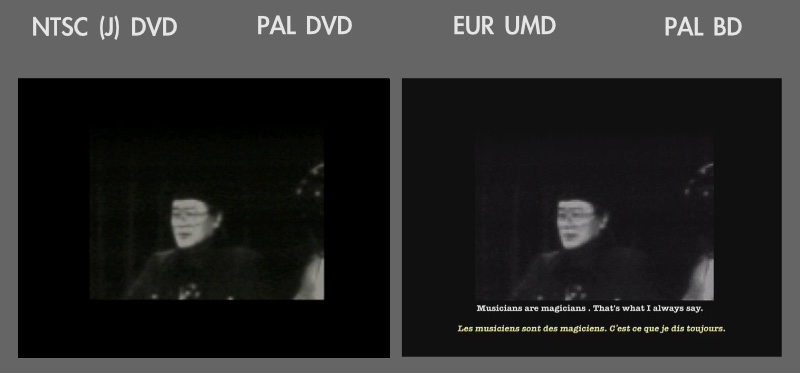 NTSC (J) DVD PAL DVD EUR UMD PAL BD
Musicians are magicians . That's what I always say.
Les musiciens sont des magiciens. C'est ce que je dis toujours.